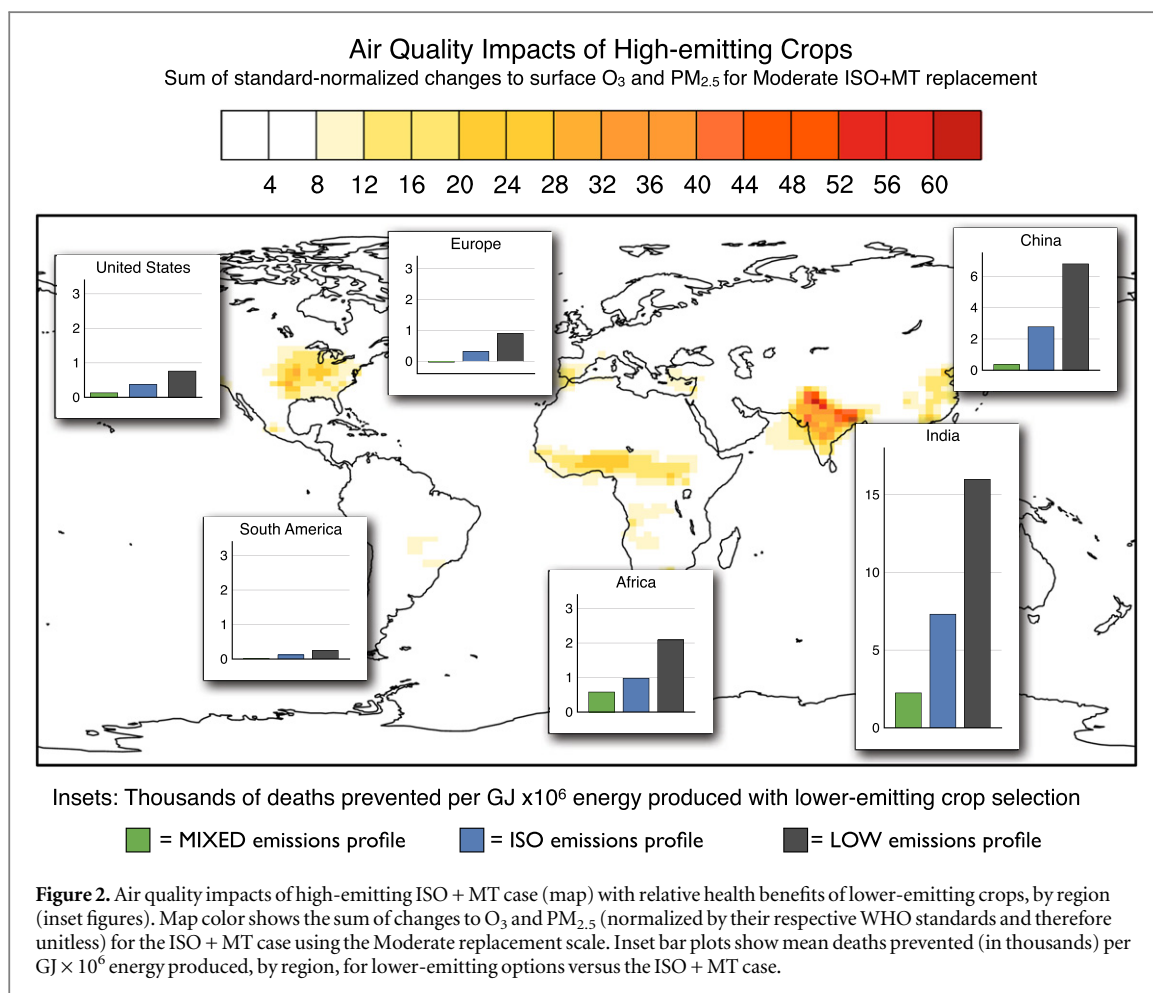 Air Quality Impacts of High-emitting Crops
Sum of standard-normalized changes to surface O₃ and PM₂.₅ for Moderate ISO+MT replacement
4 8 12 16 20 24 28 32 36 40 44 48 52 56 60
United States
3
2
1
0
Europe
3
2
1
0
China
6
4
2
0
India
15
10
5
0
South America
3
2
1
0
Africa
3
2
1
0
Insets: Thousands of deaths prevented per GJ x10⁶ energy produced with lower-emitting crop selection
= MIXED emissions profile = ISO emissions profile = LOW emissions profile
Figure 2. Air quality impacts of high-emitting ISO + MT case (map) with relative health benefits of lower-emitting crops, by region
(inset figures). Map color shows the sum of changes to O₃ and PM₂.₅ (normalized by their respective WHO standards and therefore
unitless) for the ISO + MT case using the Moderate replacement scale. Inset bar plots show mean deaths prevented (in thousands) per
GJ × 10⁶ energy produced, by region, for lower-emitting options versus the ISO + MT case.